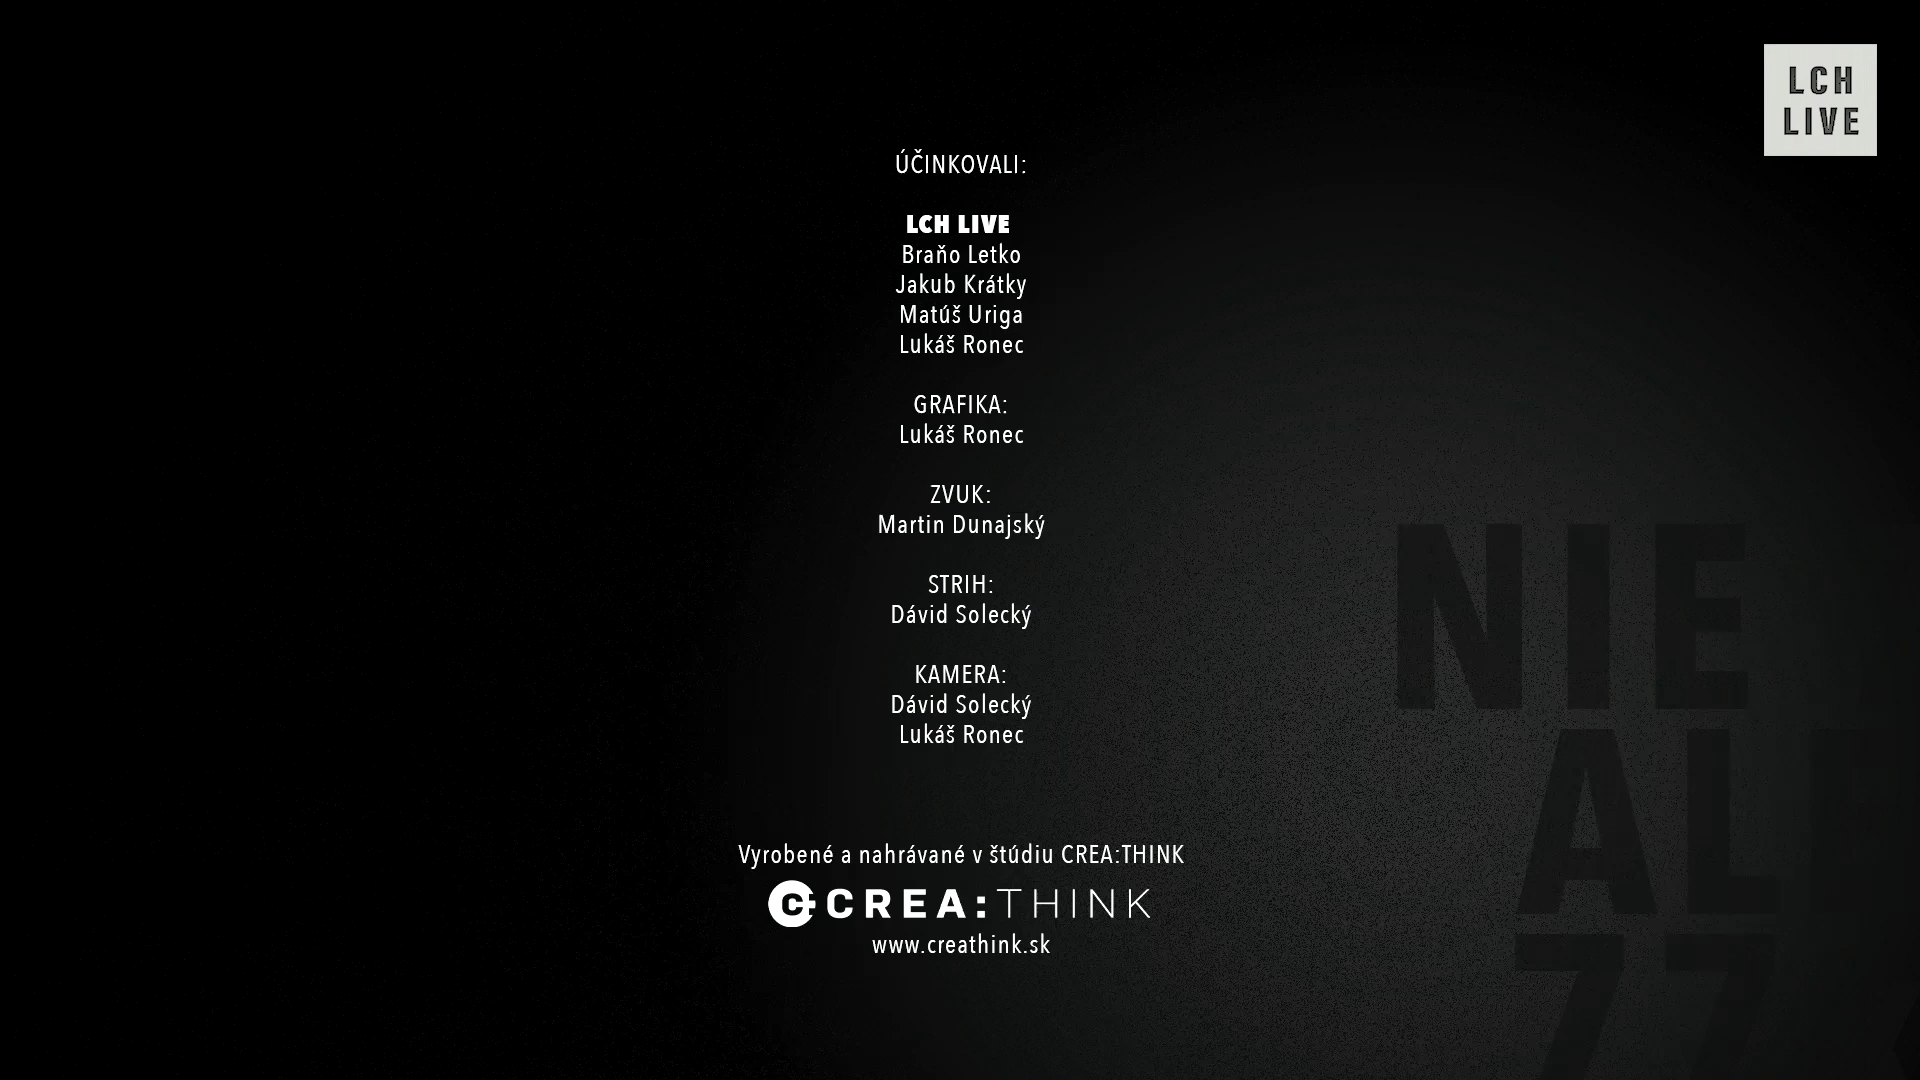 LCH
LIVE
ÚČINKOVALI:
LCH LIVE
Braňo Letko
Jakub Krátky
Matúš Uriga
Lukáš Ronec
GRAFIKA:
Lukáš Ronec
ZVUK:
Martin Dunajský
STRIH:
Dávid Solecký
KAMERA:
Dávid Solecký
Lukáš Ronec
NIE
Vyrobené a nahrávané v štúdiu CREA:THINK
CREA:THINK
www.creathink.sk